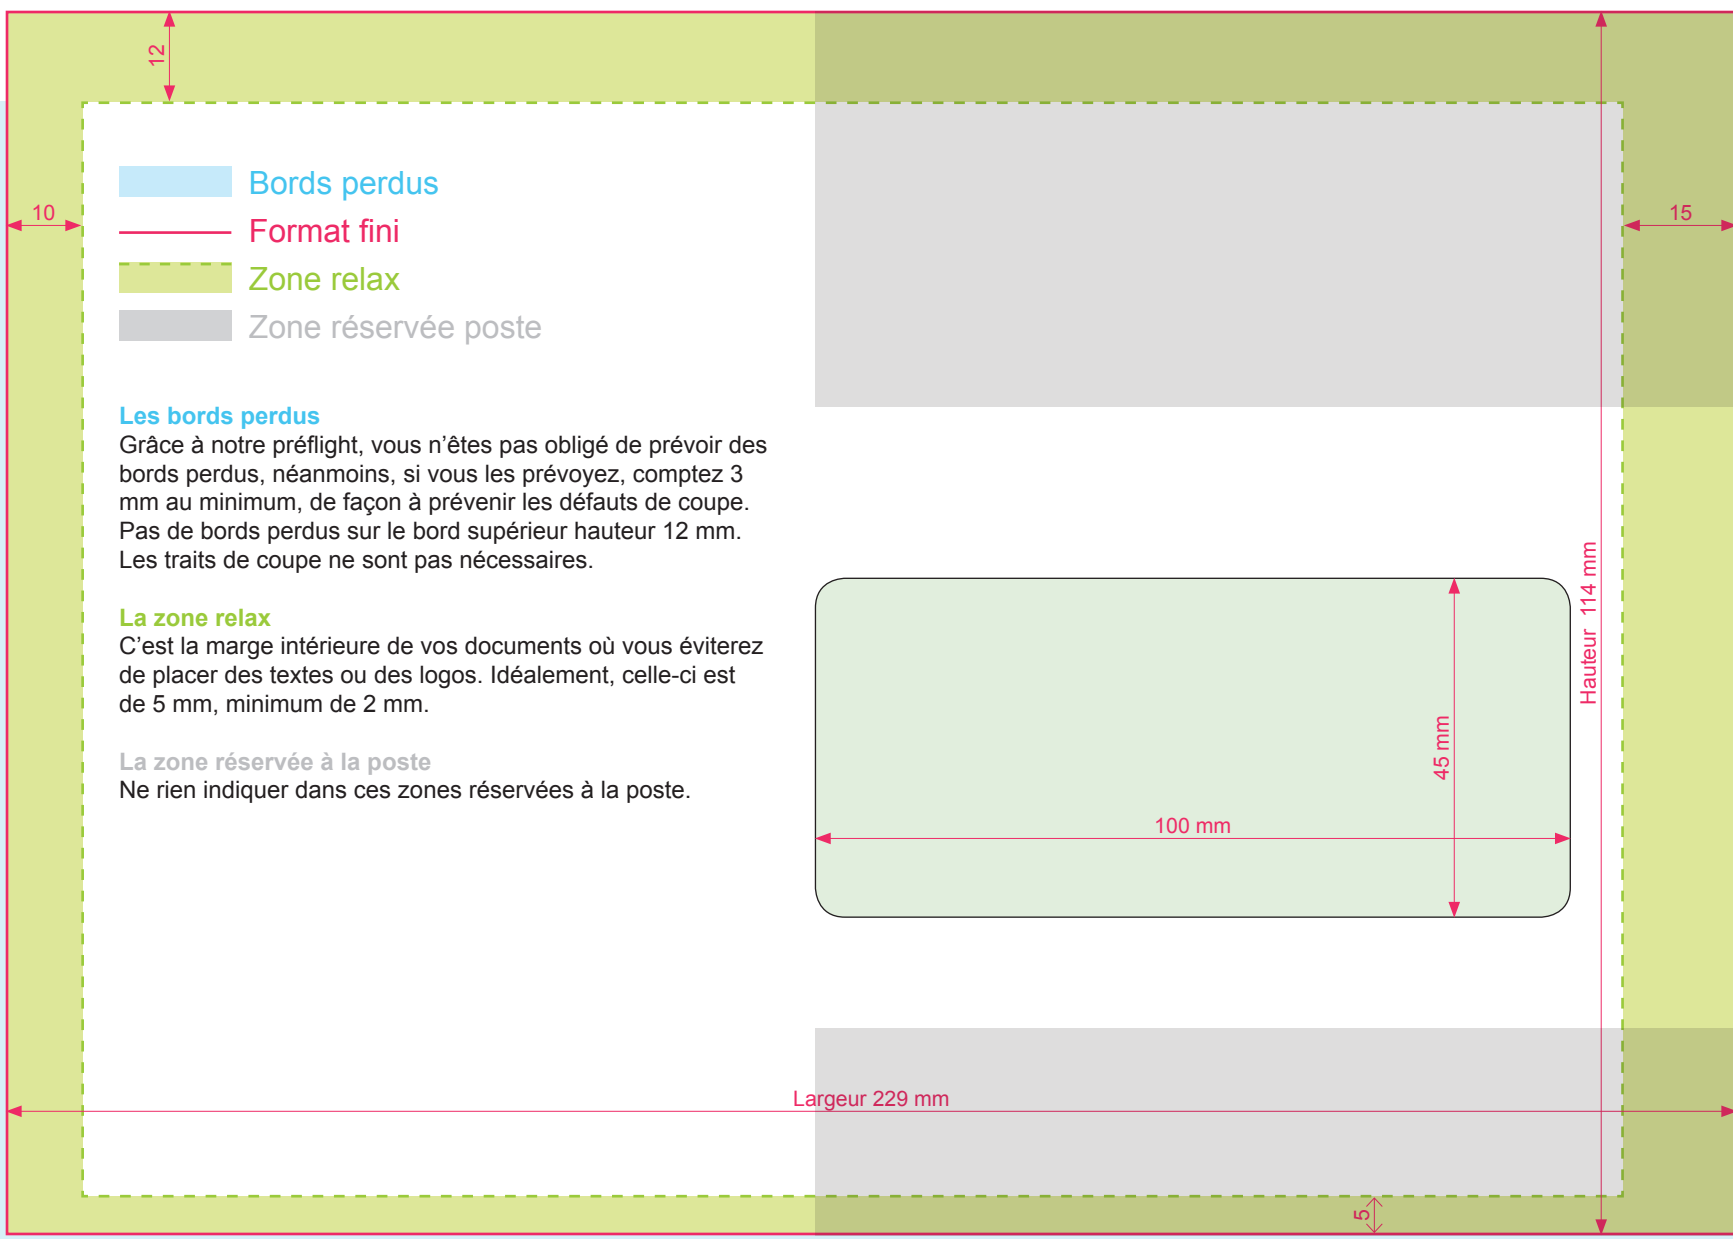 12
10
15
Bords perdus
Format fini
Zone relax
Zone réservée poste
Les bords perdus
Grâce à notre préflight, vous n’êtes pas obligé de prévoir des
bords perdus, néanmoins, si vous les prévoyez, comptez 3
mm au minimum, de façon à prévenir les défauts de coupe.
Pas de bords perdus sur le bord supérieur hauteur 12 mm.
Les traits de coupe ne sont pas nécessaires.
La zone relax
C’est la marge intérieure de vos documents où vous éviterez
de placer des textes ou des logos. Idéalement, celle-ci est
de 5 mm, minimum de 2 mm.
La zone réservée à la poste
Ne rien indiquer dans ces zones réservées à la poste.
Hauteur 114 mm
45 mm
100 mm
Largeur 229 mm
5